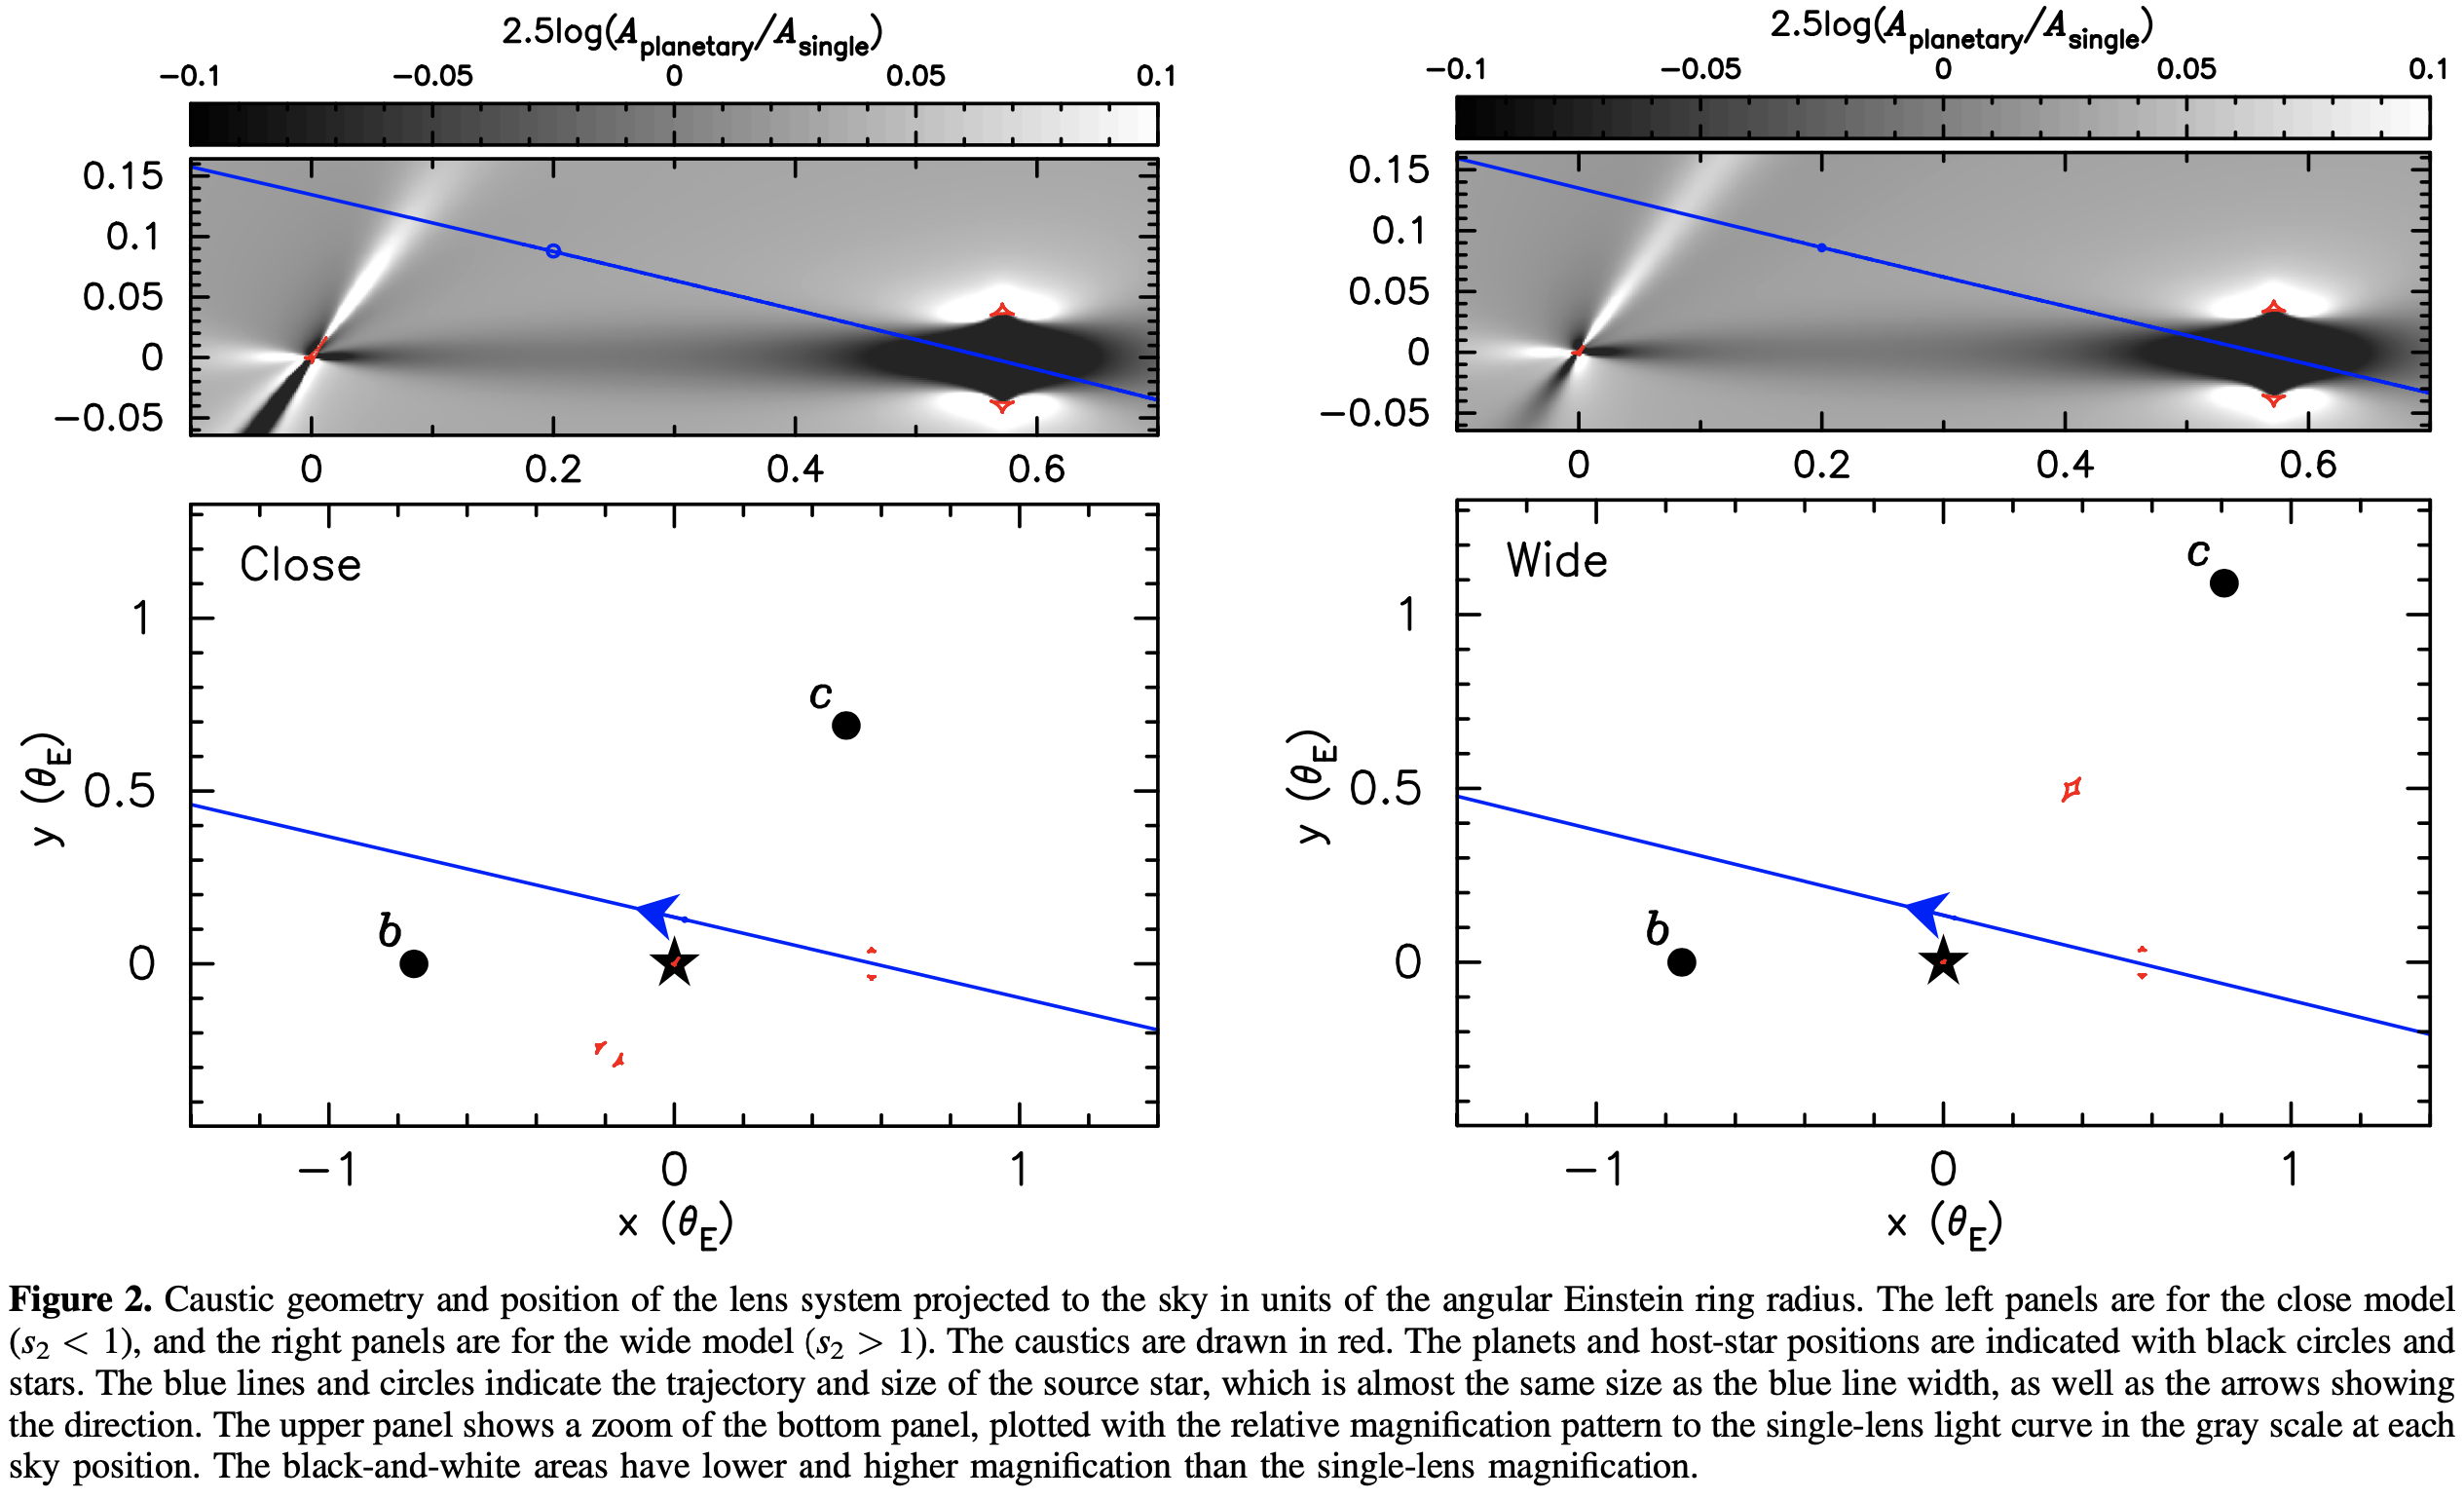 2.5log(A_planetary/A_single)
−0.1 −0.05 0 0.05 0.1
0.15
0.1
0.05
0
−0.05
0 0.2 0.4 0.6
Close
c
b
1
0.5
0
y (θ_E)
−1 0 1
x (θ_E)
2.5log(A_planetary/A_single)
−0.1 −0.05 0 0.05 0.1
0.15
0.1
0.05
0
−0.05
0 0.2 0.4 0.6
Wide
c
b
1
0.5
0
y (θ_E)
−1 0 1
x (θ_E)
Figure 2. Caustic geometry and position of the lens system projected to the sky in units of the angular Einstein ring radius. The left panels are for the close model
(s₂ < 1), and the right panels are for the wide model (s₂ > 1). The caustics are drawn in red. The planets and host-star positions are indicated with black circles and
stars. The blue lines and circles indicate the trajectory and size of the source star, which is almost the same size as the blue line width, as well as the arrows showing
the direction. The upper panel shows a zoom of the bottom panel, plotted with the relative magnification pattern to the single-lens light curve in the gray scale at each
sky position. The black-and-white areas have lower and higher magnification than the single-lens magnification.